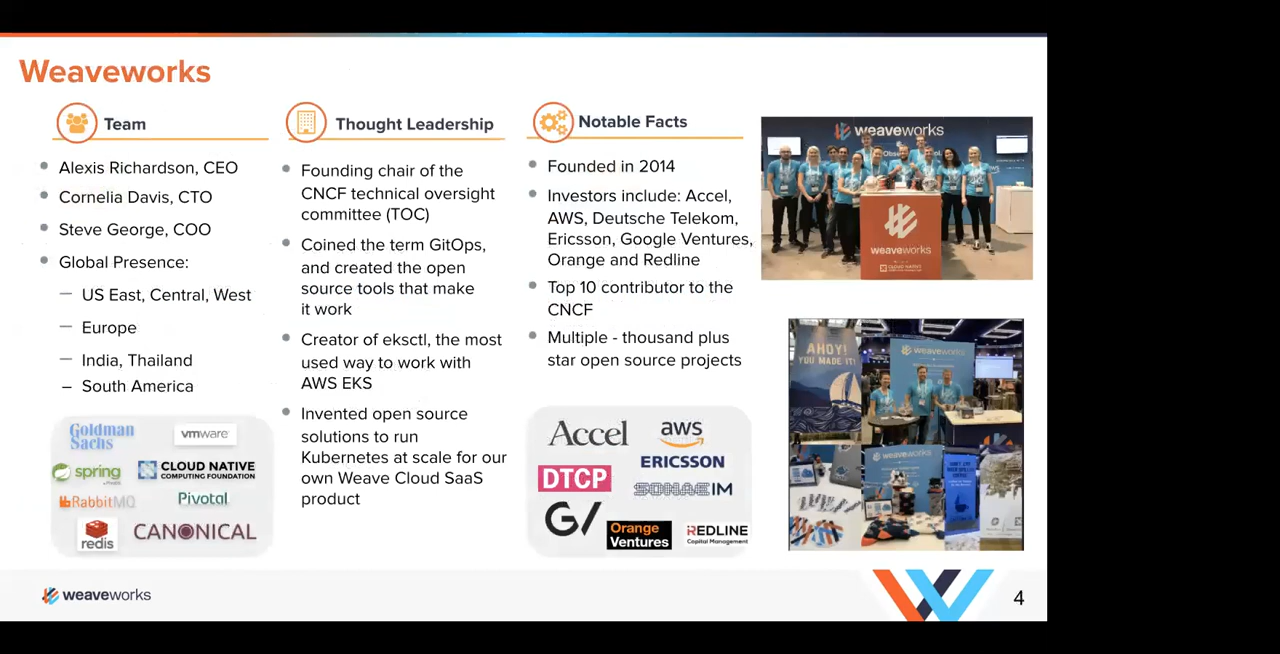 Weaveworks
Team
Alexis Richardson, CEO
Cornelia Davis, CTO
Steve George, COO
Global Presence:
US East, Central, West
Europe
India, Thailand
South America
Goldman
Sachs
vmware
spring
CLOUD NATIVE
COMPUTING FOUNDATION
RabbitMQ
Pivotal
redis
CANONICAL
Thought Leadership
Founding chair of the
CNCF technical oversight
committee (TOC)
Coined the term GitOps,
and created the open
source tools that make
it work
Creator of eksctl, the most
used way to work with
AWS EKS
Invented open source
solutions to run
Kubernetes at scale for our
own Weave Cloud SaaS
product
Notable Facts
Founded in 2014
Investors include: Accel,
AWS, Deutsche Telekom,
Ericsson, Google Ventures,
Orange and Redline
Top 10 contributor to the
CNCF
Multiple - thousand plus
star open source projects
Accel
aws
ERICSSON
DTCP
IM
G/
Orange
Ventures
REDLINE
Capital Management
weaveworks
weaveworks
CLOUD NATIVE
AHOY!
YOU MADE IT!
weaveworks
weaveworks
4